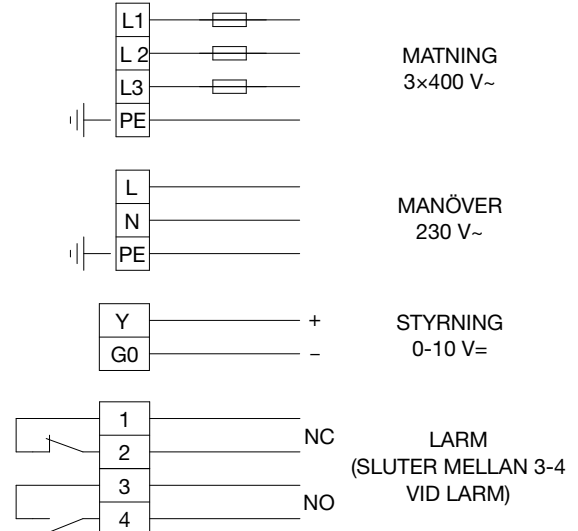 L1
L 2
L3
PE
MATNING
3×400 V~
L
N
PE
MANÖVER
230 V~
Y
G0
+
−
STYRNING
0-10 V=
1
2
3
4
NC
NO
LARM
(SLUTER MELLAN 3-4
VID LARM)